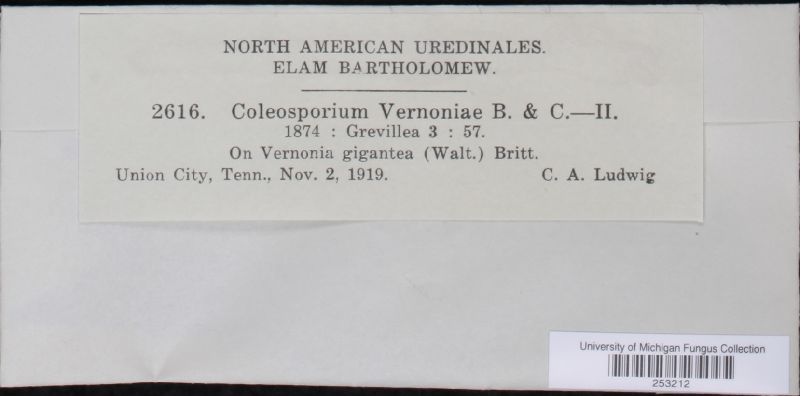 NORTH AMERICAN UREDINALES.
ELAM BARTHOLOMEW.
2616. Coleosporium Vernoniae B. & C.—II.
1874 : Grevillea 3 : 57.
On Vernonia gigantea (Walt.) Britt.
Union City, Tenn., Nov. 2, 1919. C. A. Ludwig
University of Michigan Fungus Collection
253212